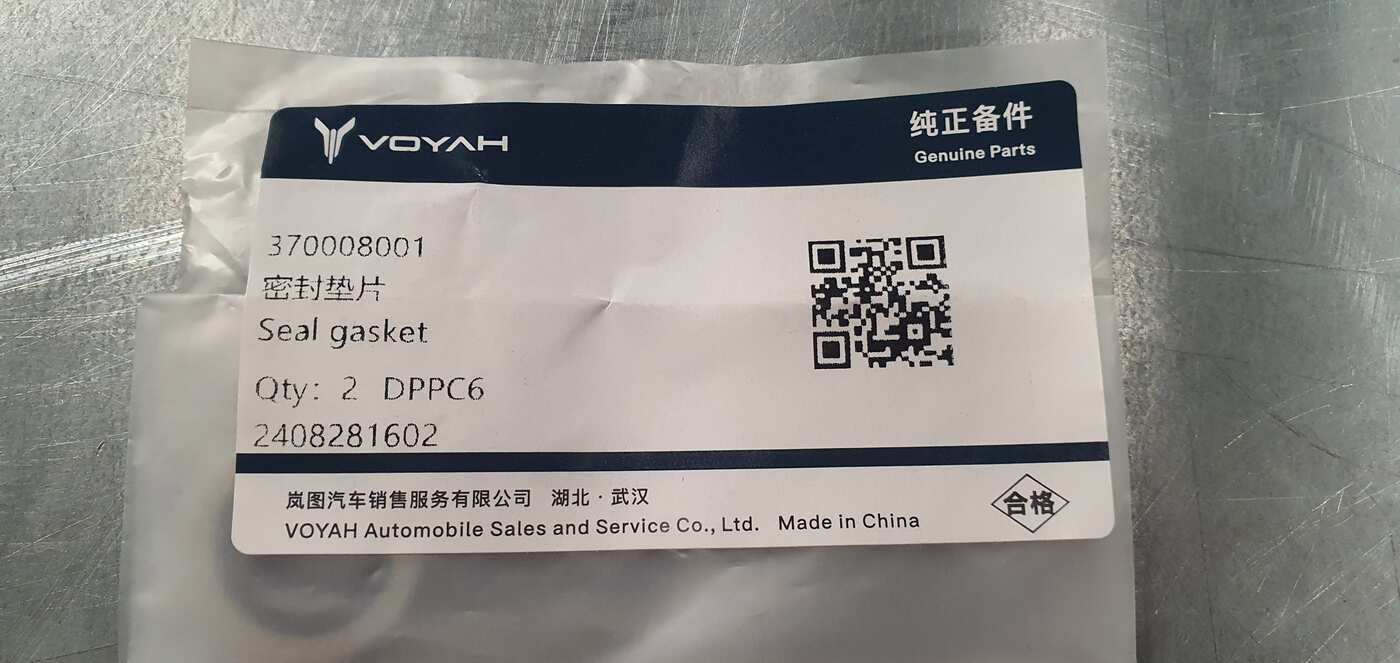 VOYAH
纯正备件
Genuine Parts
370008001
密封垫片
Seal gasket
Qty: 2 DPPC6
2408281602
岚图汽车销售服务有限公司 湖北·武汉
VOYAH Automobile Sales and Service Co., Ltd. Made in China
合格